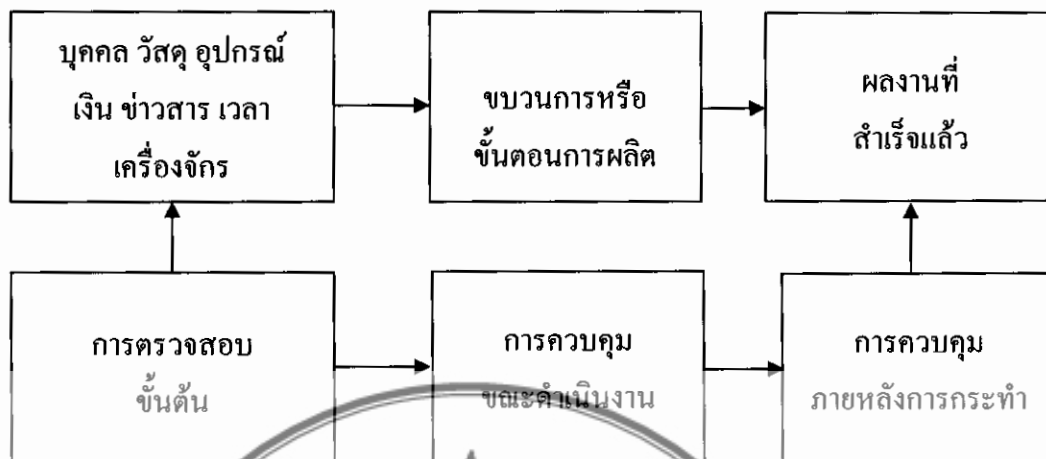 บุคคล วัสดุ อุปกรณ์
เงิน ข่าวสาร เวลา
เครื่องจักร
ขบวนการหรือ
ขั้นตอนการผลิต
ผลงานที่
สำเร็จแล้ว
การตรวจสอบ
ขั้นต้น
การควบคุม
ขณะดำเนินงาน
การควบคุม
ภายหลังการกระทำ